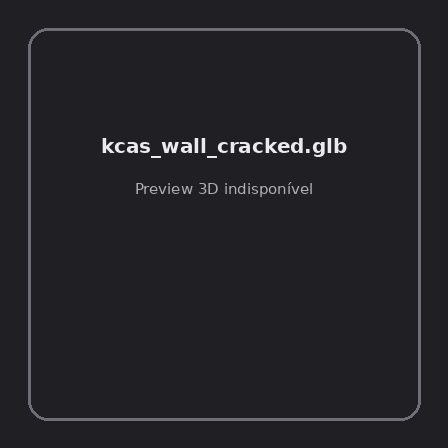 kcas_wall_cracked.glb
Preview 3D indisponível